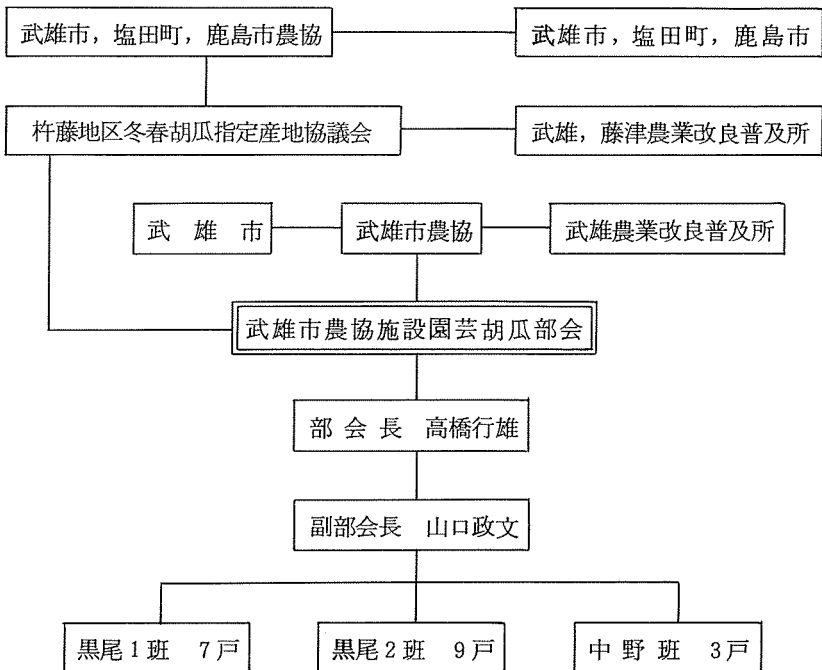 武雄市，塩田町，鹿島市農協　武雄市，塩田町，鹿島市
杵藤地区冬春胡瓜指定産地協議会　武雄，藤津農業改良普及所
武雄市　武雄市農協　武雄農業改良普及所
武雄市農協施設園芸胡瓜部会
部会長　高橋行雄
副部会長　山口政文
黒尾1班　7戸　黒尾2班　9戸　中野班　3戸